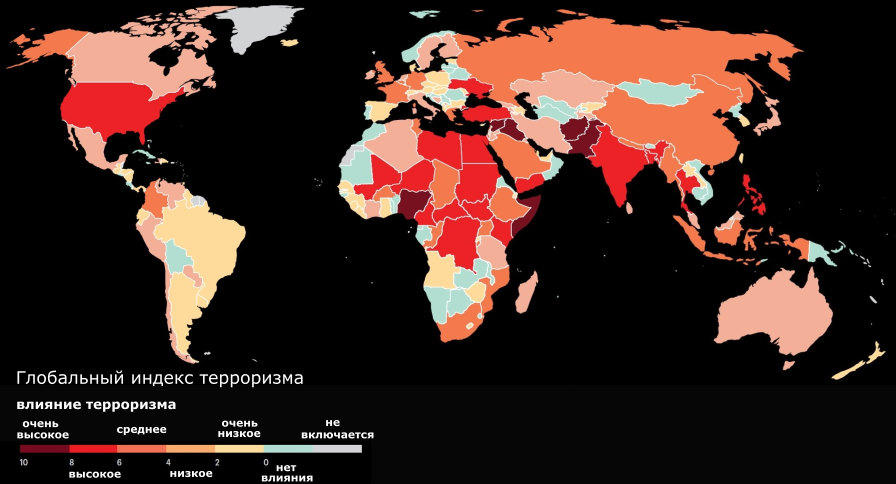 Глобальный индекс терроризма
влияние терроризма
очень
высокое
среднее
очень
низкое
не
включается
10 8 6 4 2 0
высокое
низкое
нет
влияния